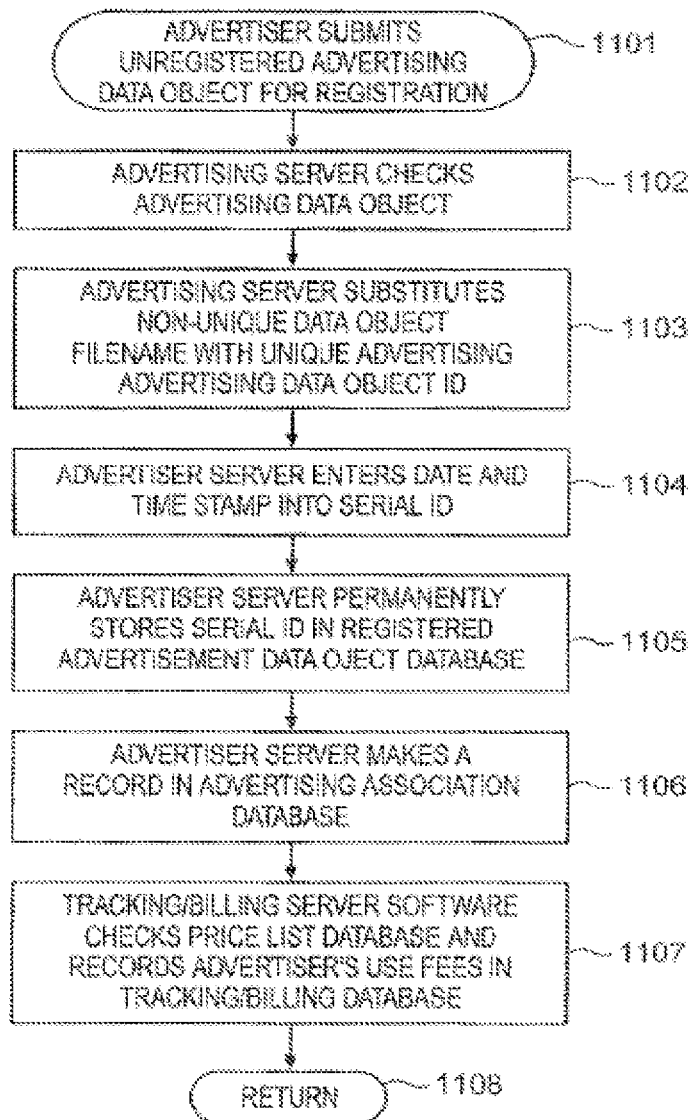 ADVERTISER SUBMITS
UNREGISTERED ADVERTISING
DATA OBJECT FOR REGISTRATION
1101
ADVERTISING SERVER CHECKS
ADVERTISING DATA OBJECT
1102
ADVERTISING SERVER SUBSTITUTES
NON-UNIQUE DATA OBJECT
FILENAME WITH UNIQUE ADVERTISING
ADVERTISING DATA OBJECT ID
1103
ADVERTISER SERVER ENTERS DATE AND
TIME STAMP INTO SERIAL ID
1104
ADVERTISER SERVER PERMANENTLY
STORES SERIAL ID IN REGISTERED
ADVERTISEMENT DATA OJECT DATABASE
1105
ADVERTISER SERVER MAKES A
RECORD IN ADVERTISING ASSOCIATION
DATABASE
1106
TRACKING/BILLING SERVER SOFTWARE
CHECKS PRICE LIST DATABASE AND
RECORDS ADVERTISER'S USE FEES IN
TRACKING/BILLING DATABASE
1107
RETURN
1108